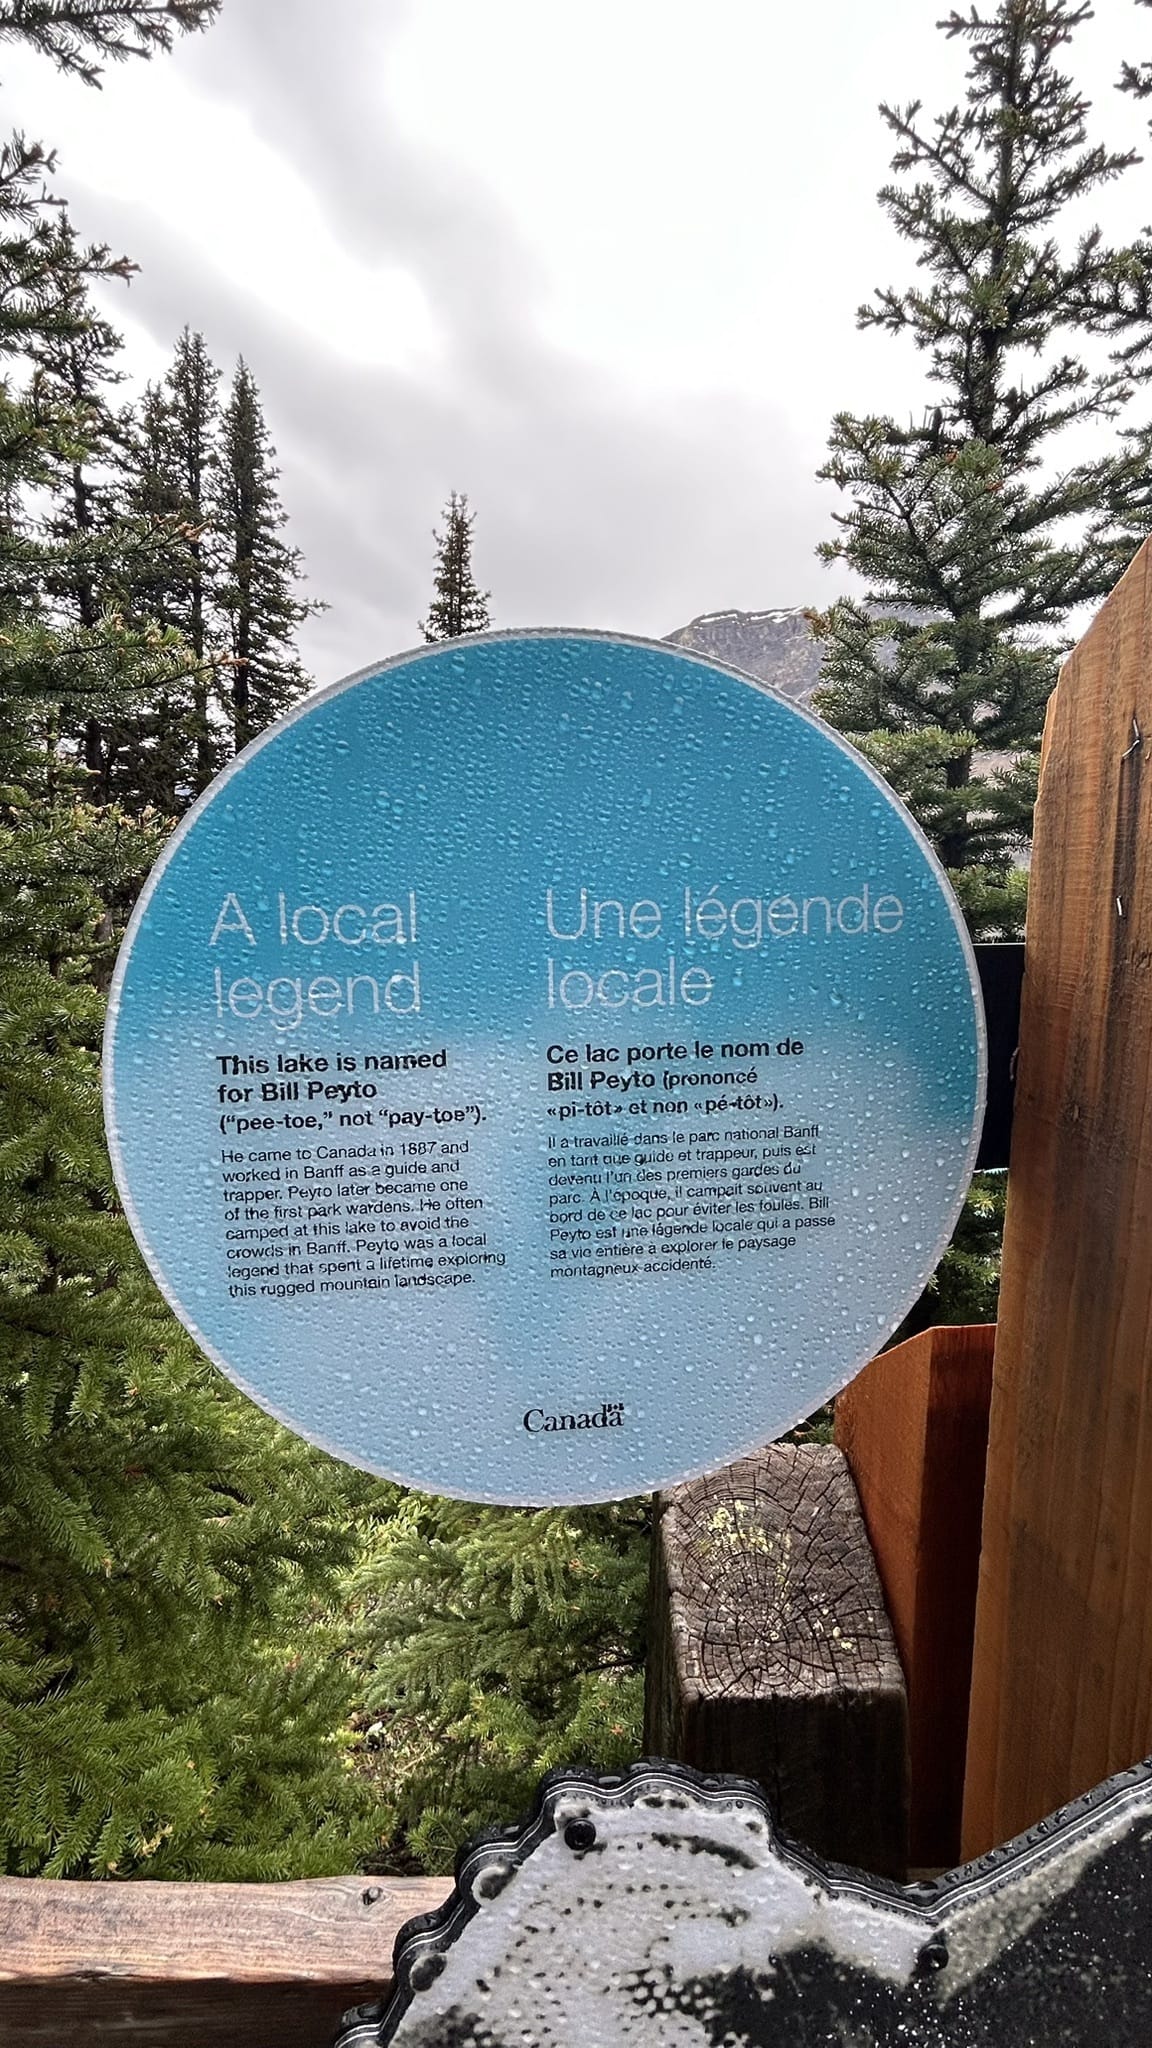 A local
legend
This lake is named
for Bill Peyto
("pee-toe," not "pay-toe").
He came to Canada in 1887 and
worked in Banff as a guide and
trapper. Peyto later became one
of the first park wardens. He often
camped at this lake to avoid the
crowds in Banff. Peyto was a local
legend that spent a lifetime exploring
this rugged mountain landscape.
Une légende
locale
Ce lac porte le nom de
Bill Peyto (prononcé
«pi-tôt» et non «pé-tôt»).
Il a travaillé dans le parc national Banff
en tant que guide et trappeur, puis est
devenu l'un des premiers gardes du
parc. À l'époque, il campait souvent au
bord de ce lac pour éviter les foules. Bill
Peyto est une légende locale qui a passé
sa vie entière à explorer le paysage
montagneux accidenté.
Canada